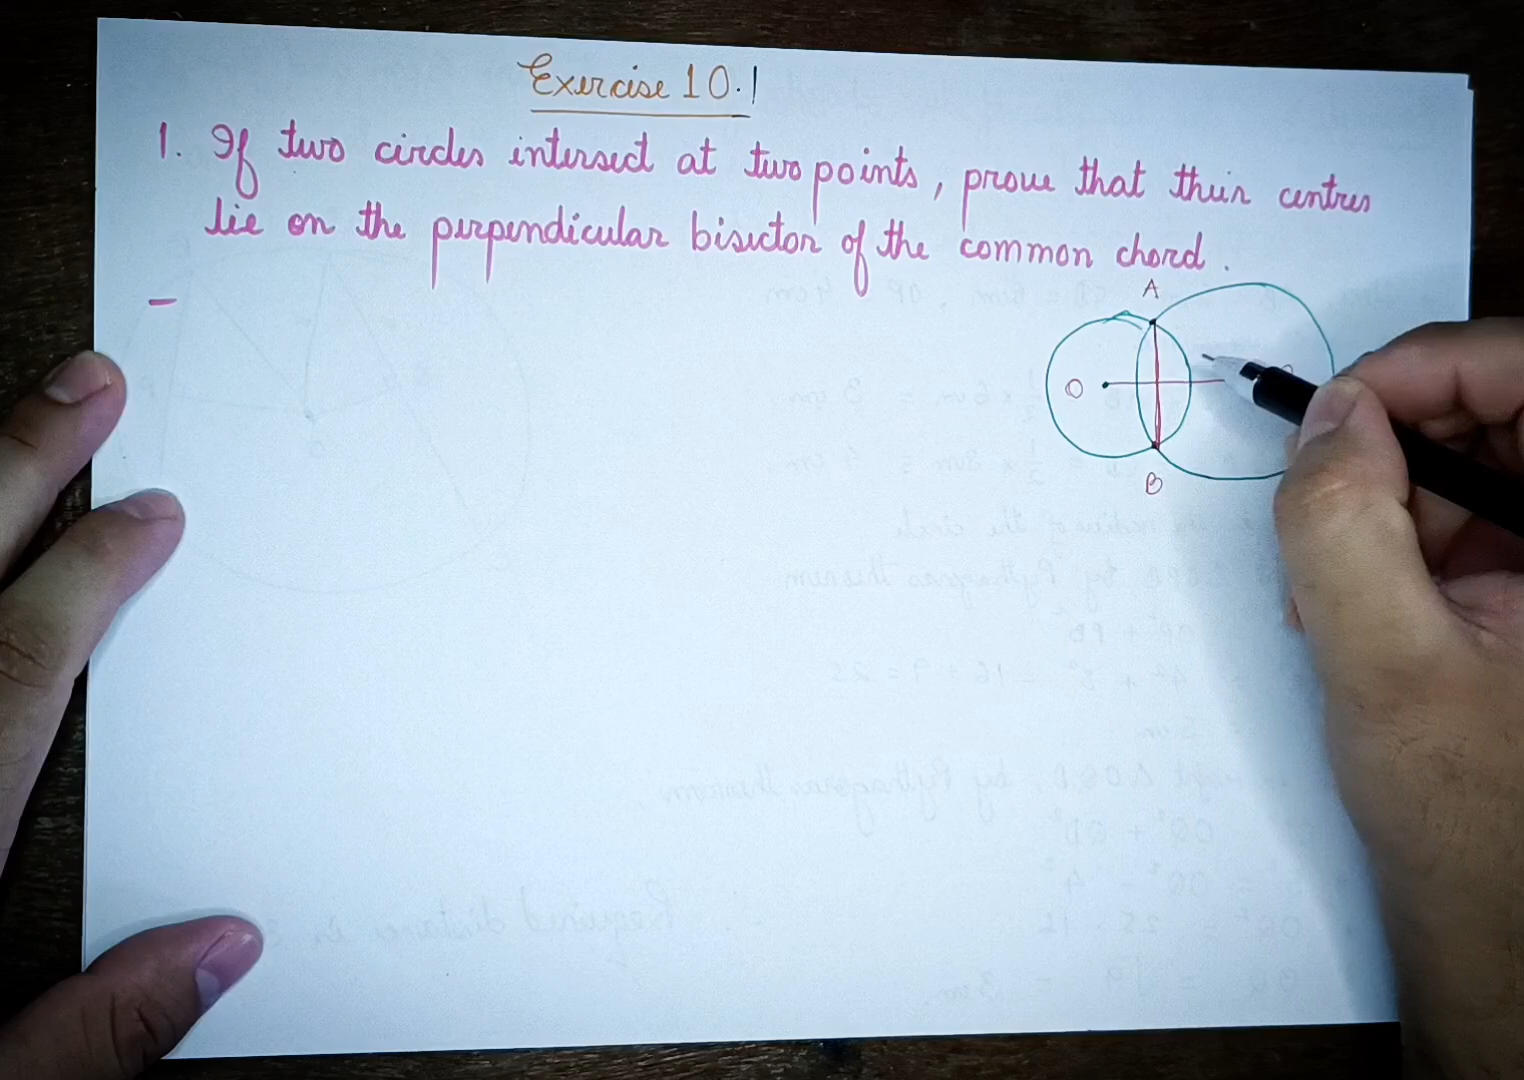 Exercise 10.1
1. If two circles intersect at two points, prove that their centres
lie on the perpendicular bisector of the common chord.
-
A
O
B